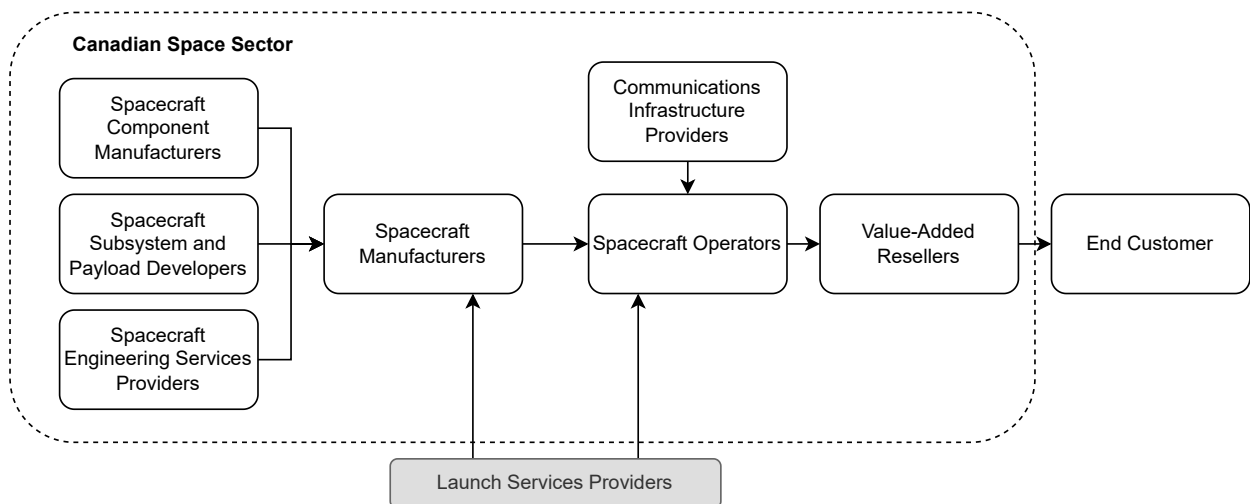 Canadian Space Sector
Spacecraft
Component
Manufacturers
Communications
Infrastructure
Providers
Spacecraft
Subsystem and
Payload Developers
Spacecraft
Manufacturers
Spacecraft Operators
Value-Added
Resellers
End Customer
Spacecraft
Engineering Services
Providers
Launch Services Providers